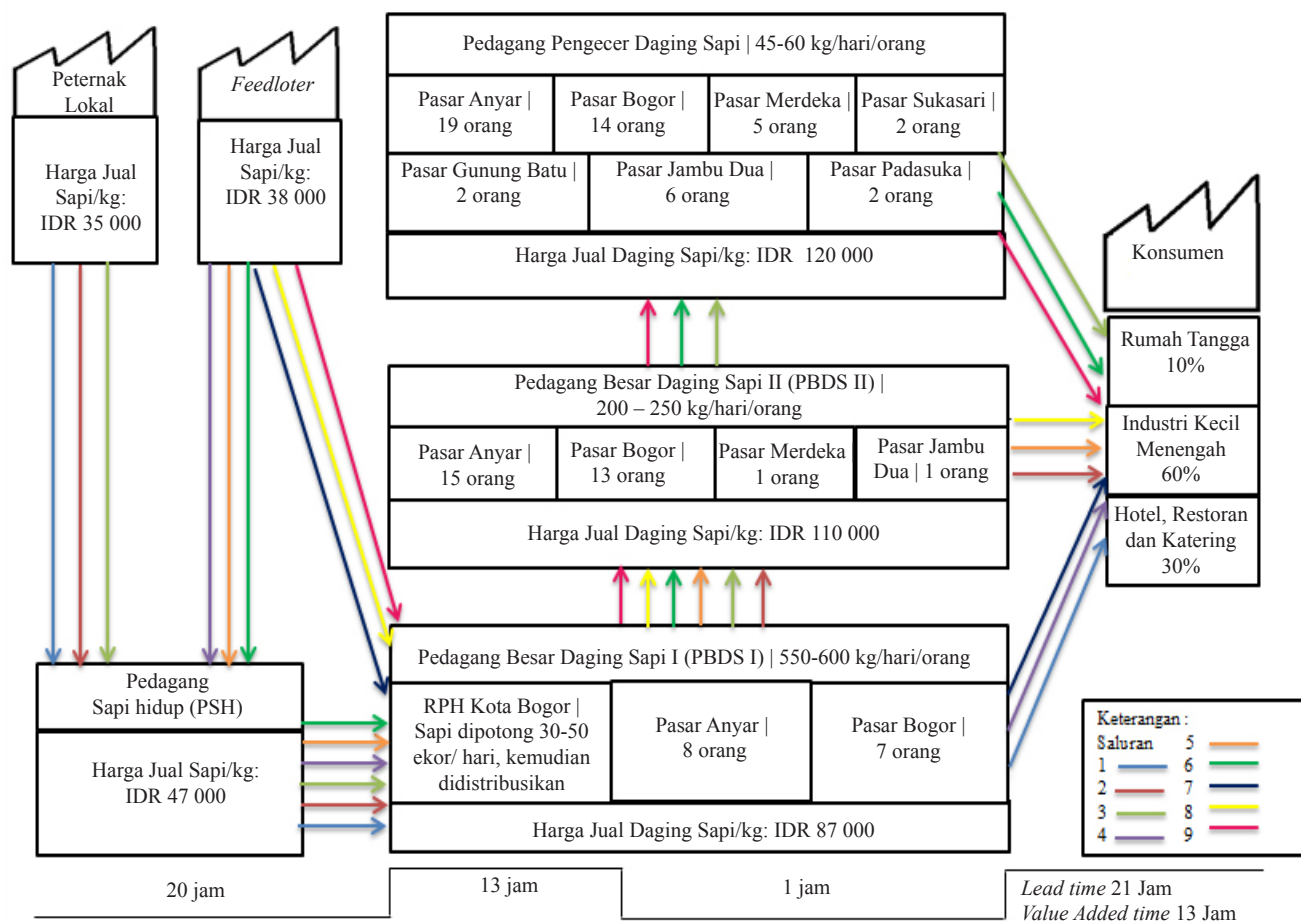 Peternak
Lokal
Harga Jual
Sapi/kg:
IDR 35 000
Feedloter
Harga Jual
Sapi/kg:
IDR 38 000
Pedagang Pengecer Daging Sapi | 45-60 kg/hari/orang
Pasar Anyar |
19 orang
Pasar Bogor |
14 orang
Pasar Merdeka |
5 orang
Pasar Sukasari |
2 orang
Pasar Gunung Batu |
2 orang
Pasar Jambu Dua |
6 orang
Pasar Padasuka |
2 orang
Harga Jual Daging Sapi/kg: IDR 120 000
Konsumen
Rumah Tangga
10%
Industri Kecil
Menengah
60%
Hotel, Restoran
dan Katering
30%
Pedagang Besar Daging Sapi II (PBDS II) |
200 – 250 kg/hari/orang
Pasar Anyar |
15 orang
Pasar Bogor |
13 orang
Pasar Merdeka |
1 orang
Pasar Jambu
Dua | 1 orang
Harga Jual Daging Sapi/kg: IDR 110 000
Pedagang
Sapi hidup (PSH)
Harga Jual Sapi/kg:
IDR 47 000
Pedagang Besar Daging Sapi I (PBDS I) | 550-600 kg/hari/orang
RPH Kota Bogor |
Sapi dipotong 30-50
ekor/ hari, kemudian
didistribusikan
Pasar Anyar |
8 orang
Pasar Bogor |
7 orang
Harga Jual Daging Sapi/kg: IDR 87 000
Keterangan :
Saluran 5
1 6
2 7
3 8
4 9
20 jam
13 jam
1 jam
Lead time 21 Jam
Value Added time 13 Jam